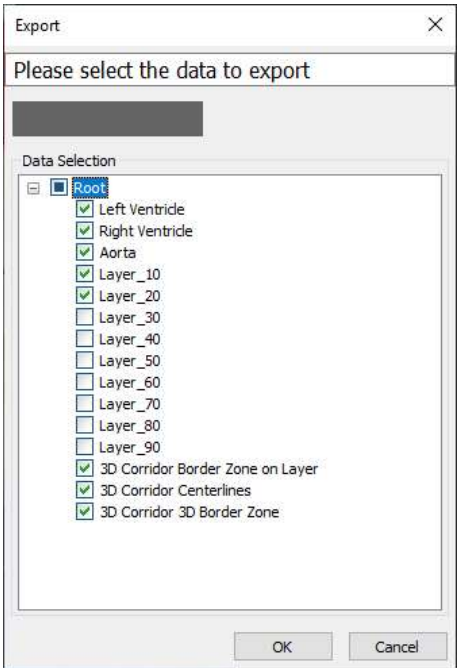 Export
Please select the data to export
Data Selection
Root
Left Ventricle
Right Ventricle
Aorta
Layer_10
Layer_20
Layer_30
Layer_40
Layer_50
Layer_60
Layer_70
Layer_80
Layer_90
3D Corridor Border Zone on Layer
3D Corridor Centerlines
3D Corridor 3D Border Zone
OK Cancel